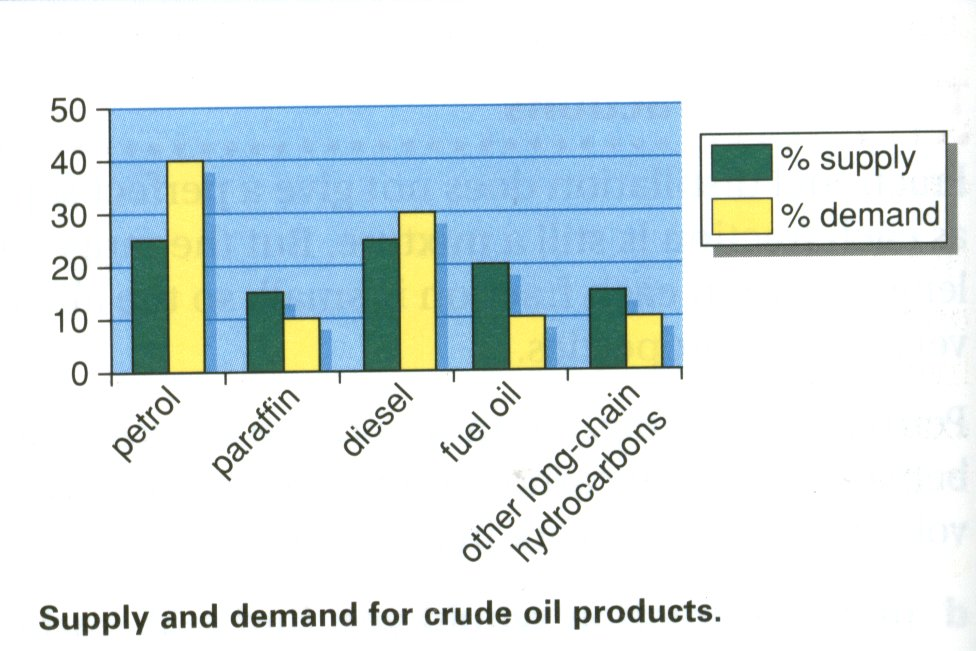 50
40
30
20
10
0
% supply
% demand
petrol
paraffin
diesel
fuel oil
other long-chain
hydrocarbons
Supply and demand for crude oil products.